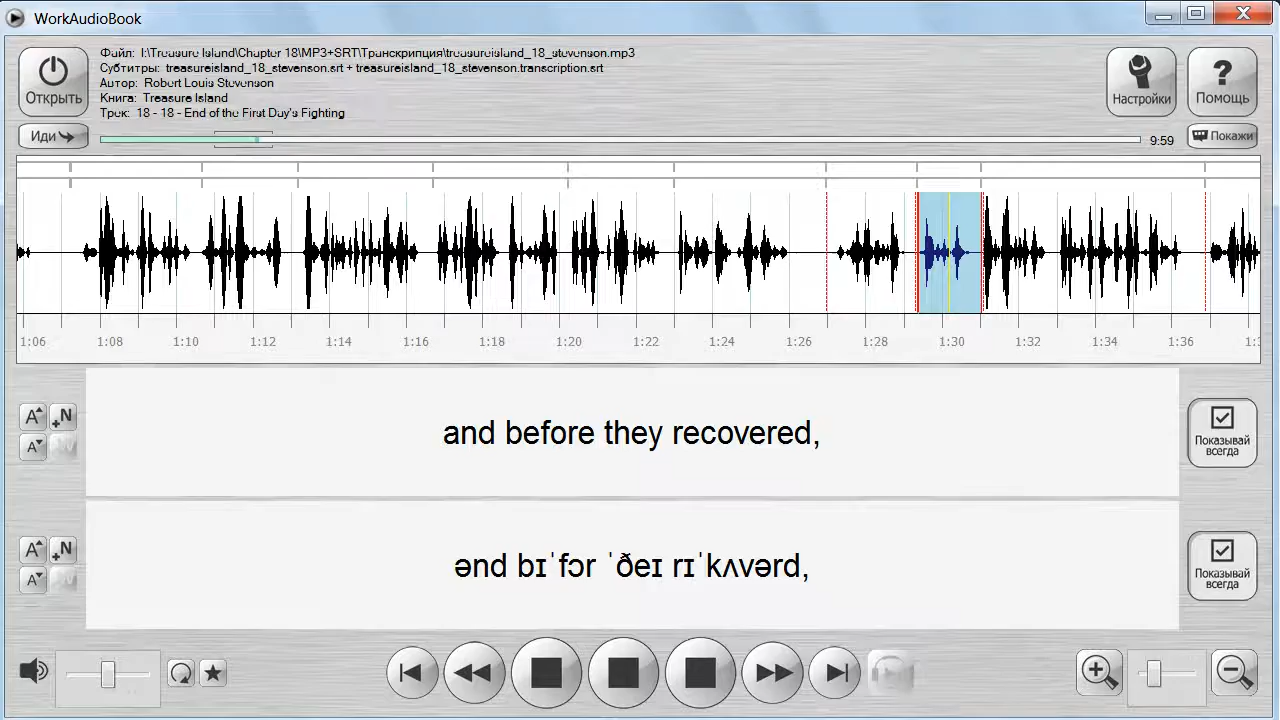 WorkAudioBook
Файл: I:\Treasure Island\Chapter 18\MP3+SRT\Транскрипция\treasureisland_18_stevenson.mp3
Субтитры: treasureisland_18_stevenson.srt + treasureisland_18_stevenson.transcription.srt
Автор: Robert Louis Stevenson
Книга: Treasure Island
Трек: 18 - 18 - End of the First Day's Fighting
Открыть
Настройки
? Помощь
Иди
9:59
Покажи
1:06 1:08 1:10 1:12 1:14 1:16 1:18 1:20 1:22 1:24 1:26 1:28 1:30 1:32 1:34 1:36
A N
and before they recovered,
A
Показывай
всегда
A N
ənd bɪˈfɔr ˈðeɪ rɪˈkʌvərd,
A
Показывай
всегда